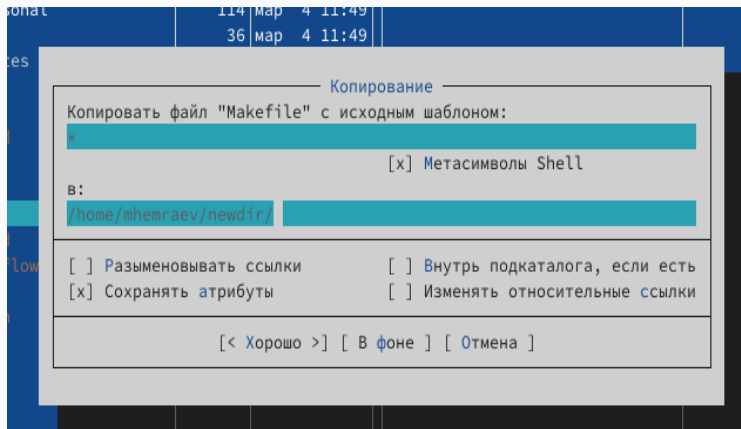 sonal 114 мар 4 11:49
36 мар 4 11:49
Копирование
Копировать файл "Makefile" с исходным шаблоном:
*
[x] Метасимволы Shell
в:
/home/mhemraev/newdir/
[ ] Разыменовывать ссылки [ ] Внутрь подкаталога, если есть
[x] Сохранять атрибуты [ ] Изменять относительные ссылки
[< Хорошо >] [ В фоне ] [ Отмена ]